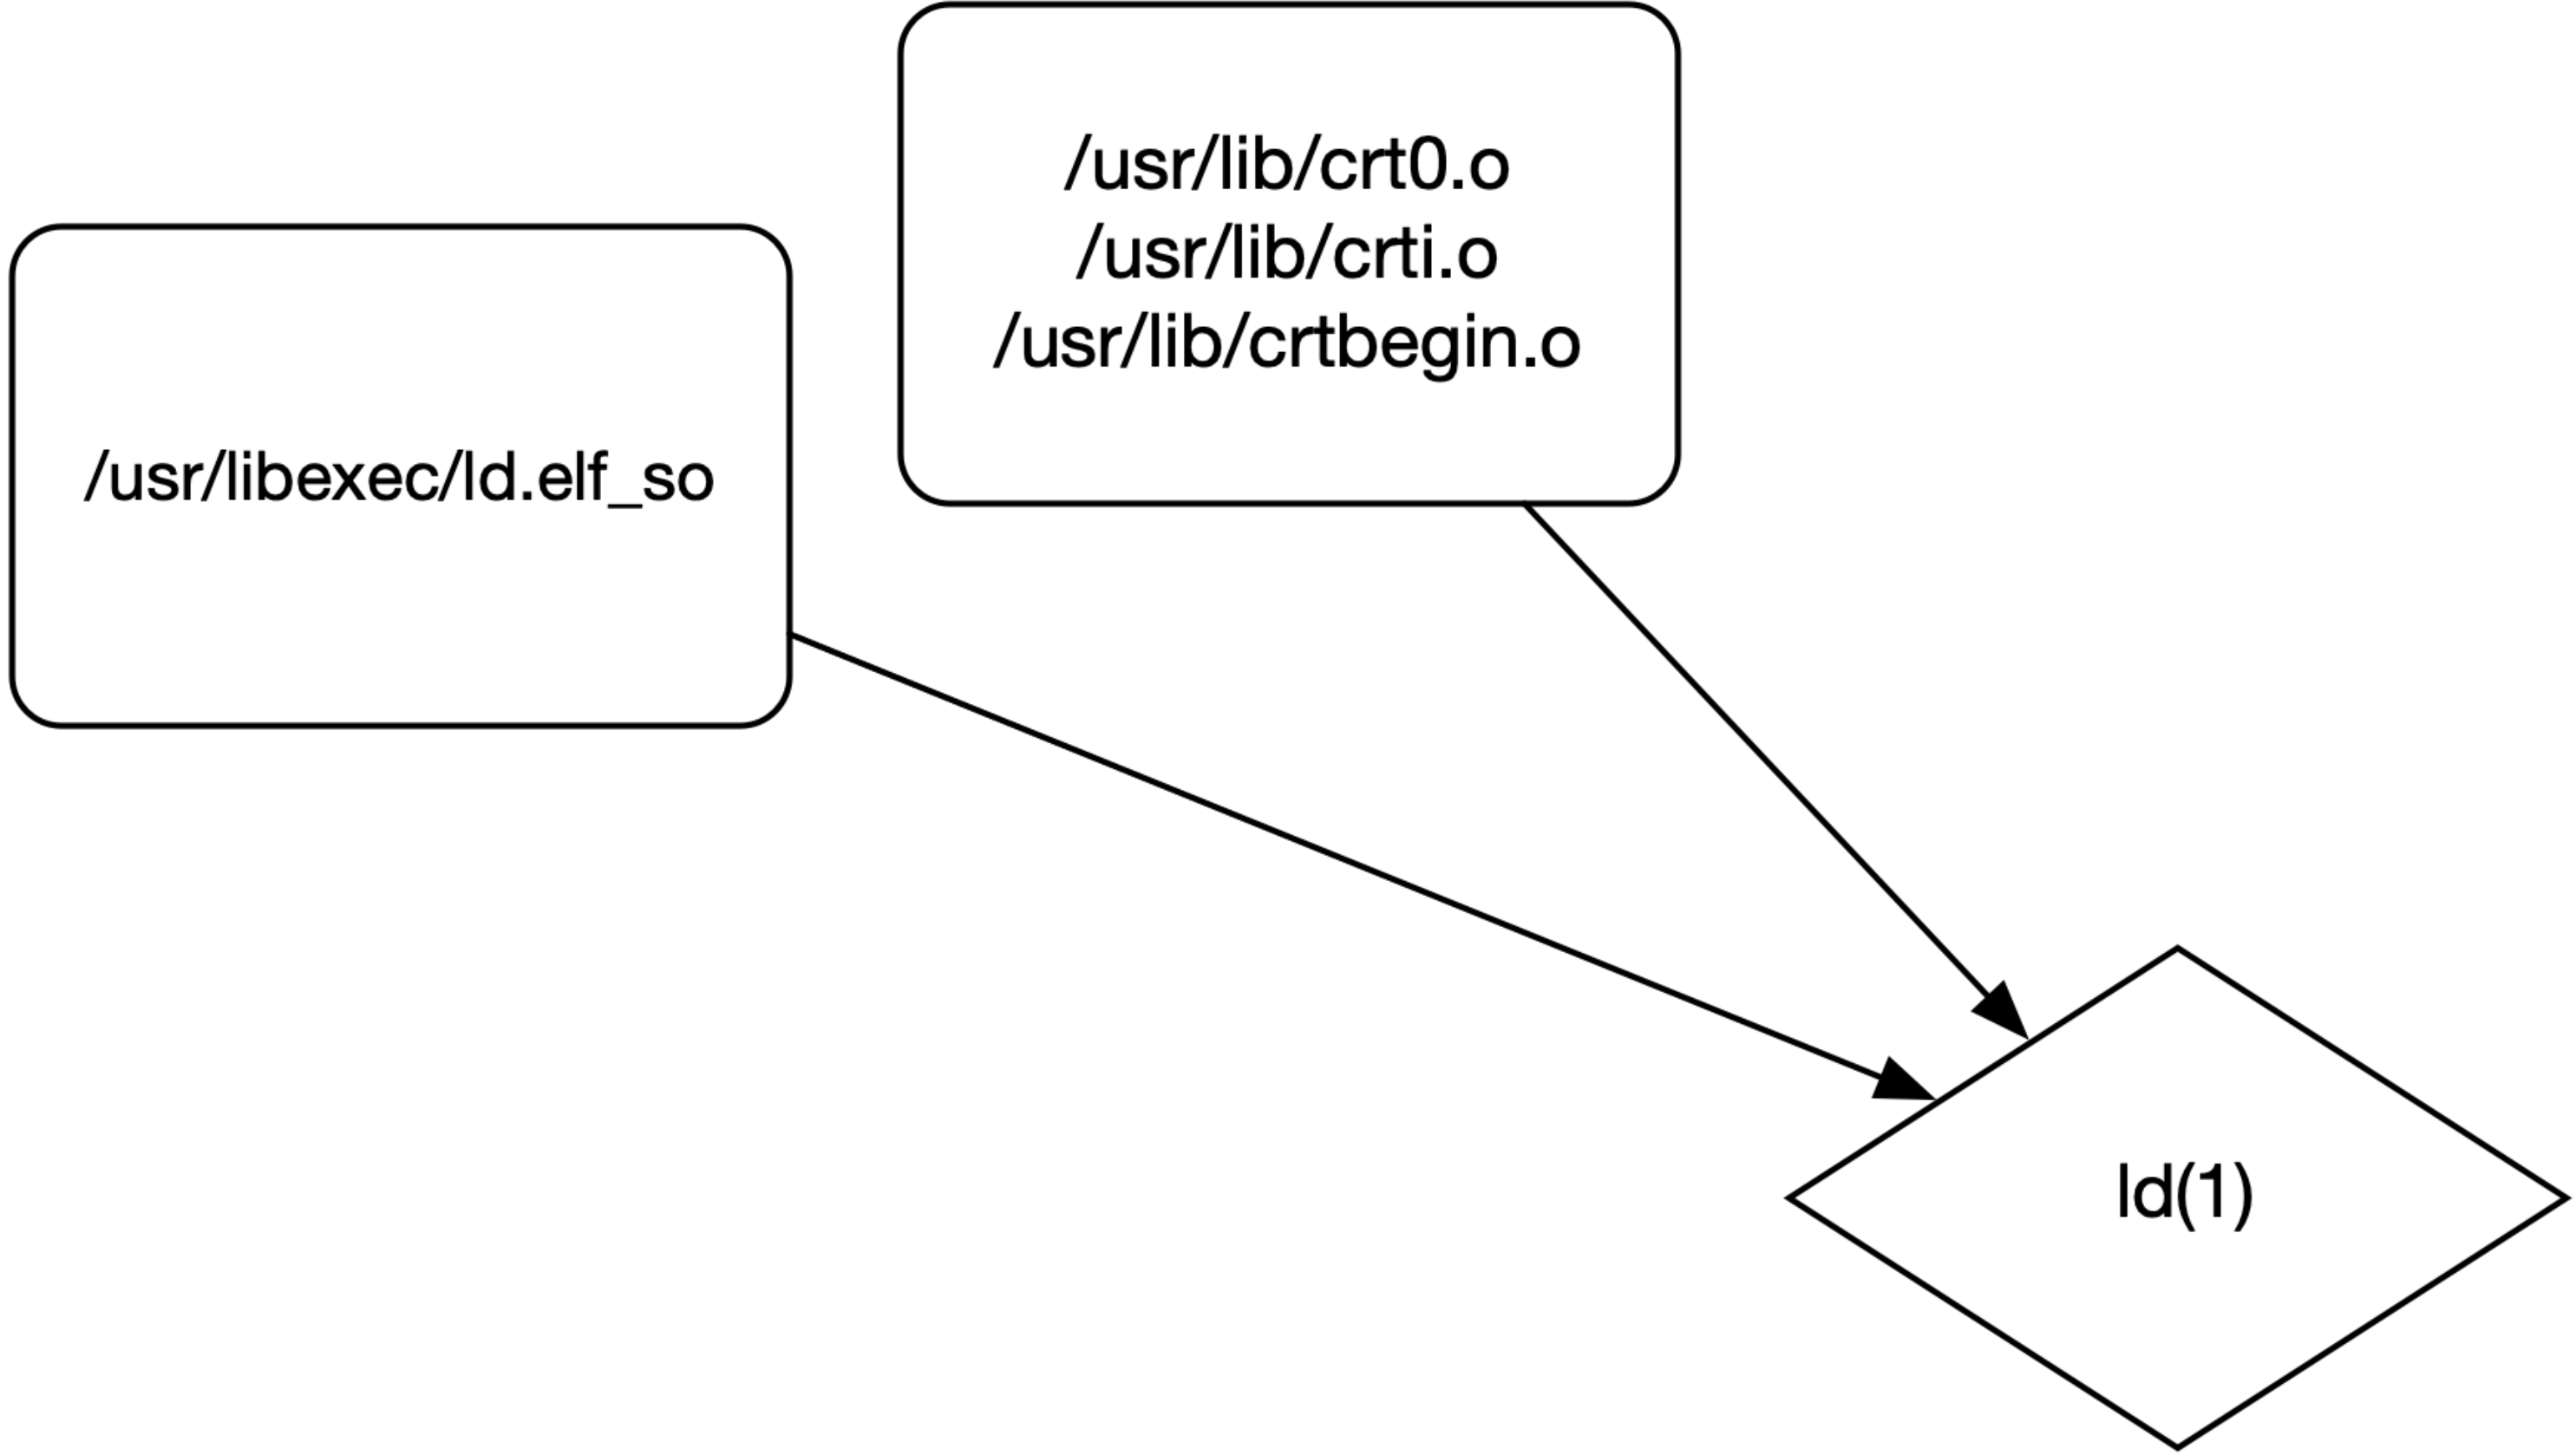 /usr/lib/crt0.o
/usr/lib/crti.o
/usr/lib/crtbegin.o
/usr/libexec/ld.elf_so
ld(1)